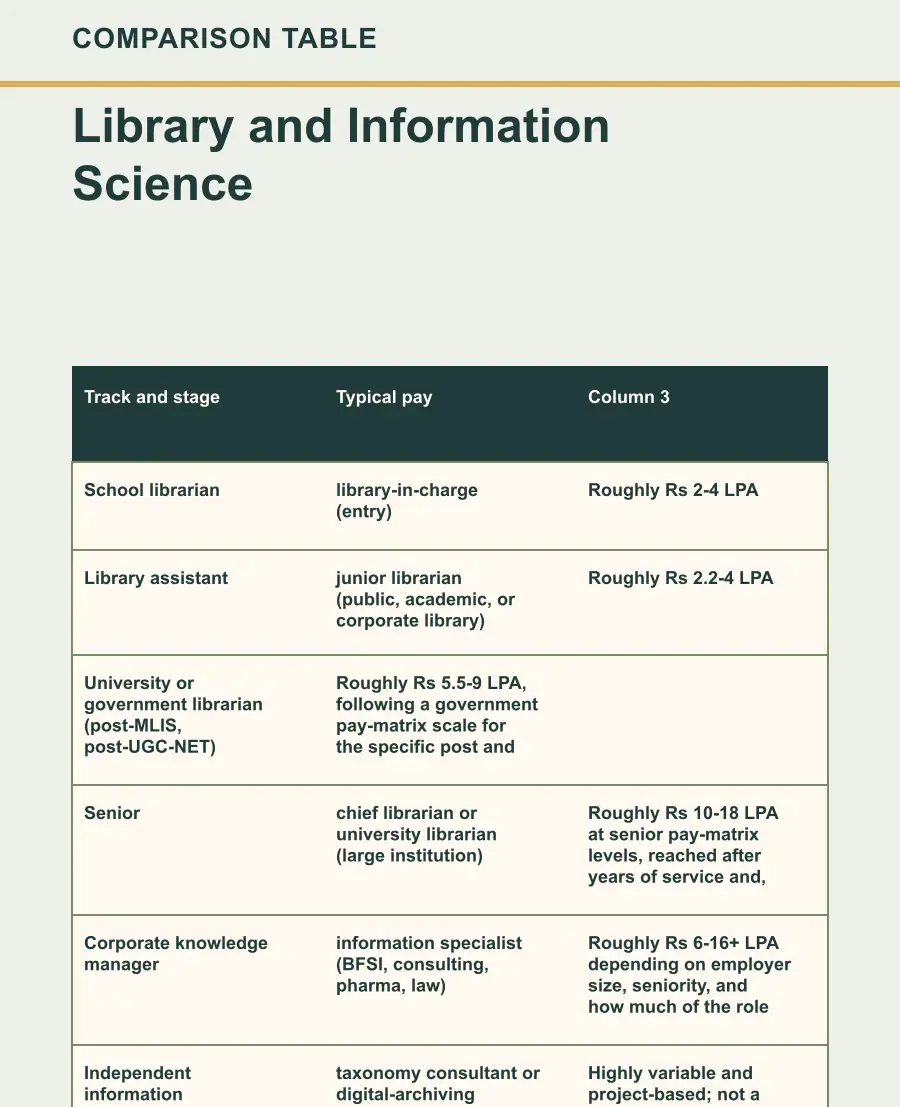 COMPARISON TABLE
Library and Information
Science
Track and stage
Typical pay
Column 3
School librarian
library-in-charge
(entry)
Roughly Rs 2-4 LPA
Library assistant
junior librarian
(public, academic, or
corporate library)
Roughly Rs 2.2-4 LPA
University or
government librarian
(post-MLIS,
post-UGC-NET)
Roughly Rs 5.5-9 LPA,
following a government
pay-matrix scale for
the specific post and
Senior
chief librarian or
university librarian
(large institution)
Roughly Rs 10-18 LPA
at senior pay-matrix
levels, reached after
years of service and,
Corporate knowledge
manager
information specialist
(BFSI, consulting,
pharma, law)
Roughly Rs 6-16+ LPA
depending on employer
size, seniority, and
how much of the role
Independent
information
taxonomy consultant or
digital-archiving
Highly variable and
project-based; not a